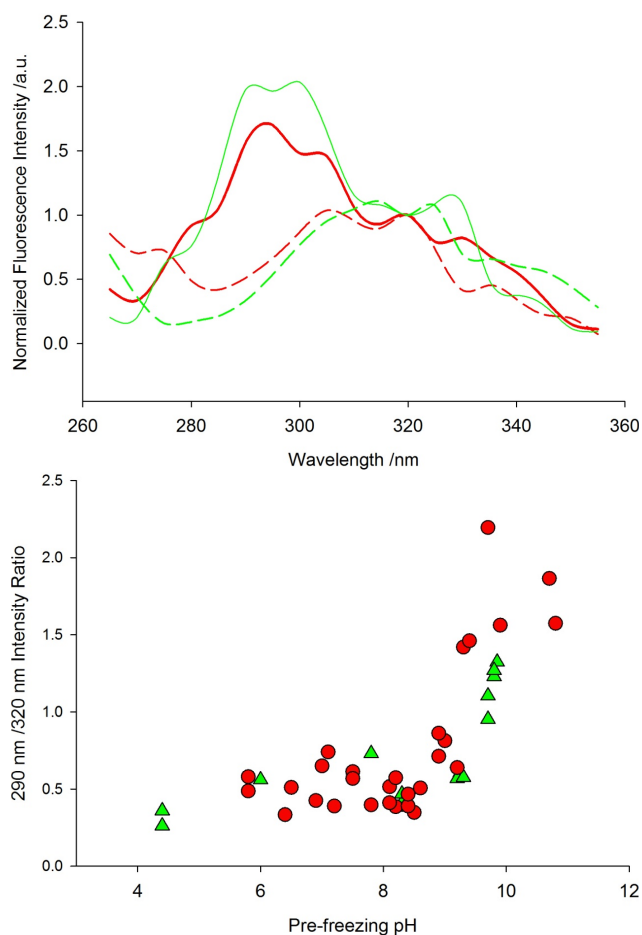 Normalized Fluorescence Intensity /a.u.
2.5
2.0
1.5
1.0
0.5
0.0
260 280 300 320 340 360
Wavelength /nm
290 nm /320 nm Intensity Ratio
2.5
2.0
1.5
1.0
0.5
0.0
4 6 8 10 12
Pre-freezing pH